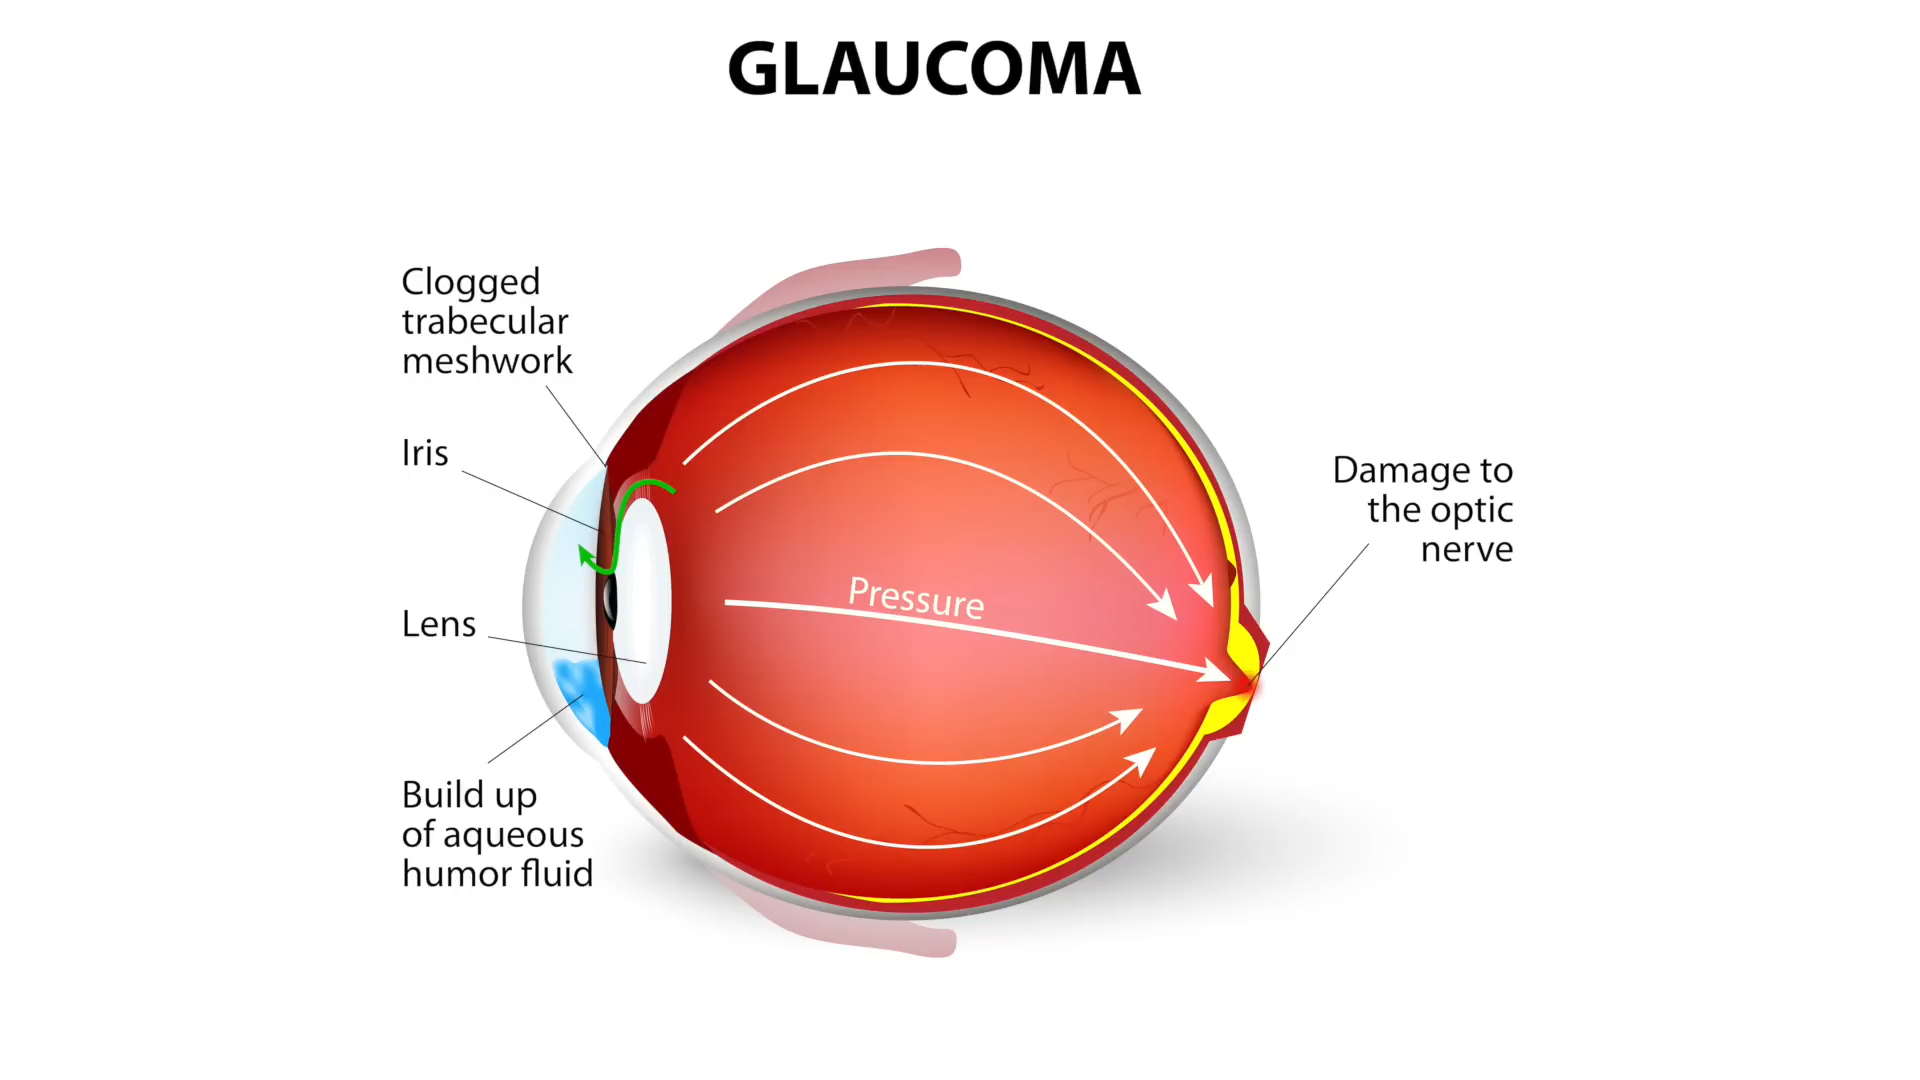 GLAUCOMA
Clogged
trabecular
meshwork
Iris
Lens
Build up
of aqueous
humor fluid
Pressure
Damage to
the optic
nerve